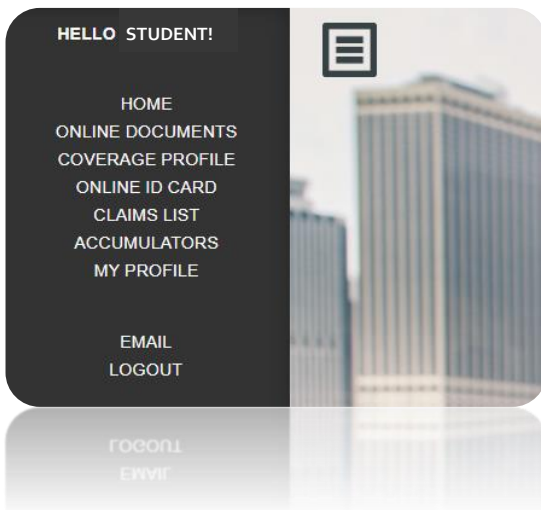 HELLO STUDENT!
HOME
ONLINE DOCUMENTS
COVERAGE PROFILE
ONLINE ID CARD
CLAIMS LIST
ACCUMULATORS
MY PROFILE
EMAIL
LOGOUT